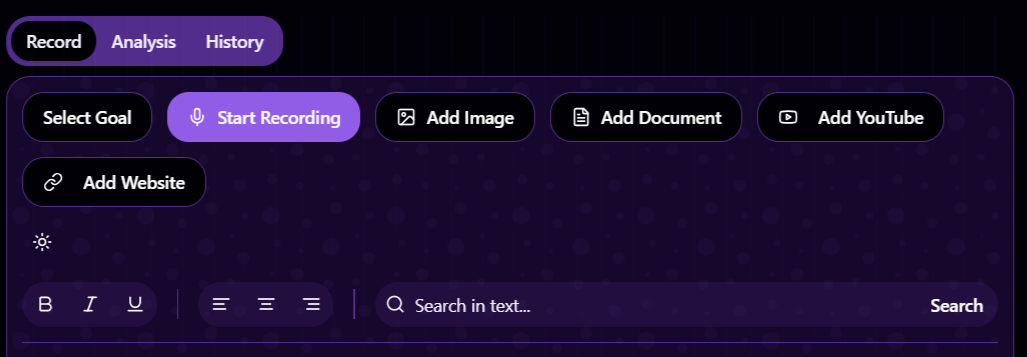 Record Analysis History
Select Goal Start Recording Add Image Add Document Add YouTube
Add Website
B I U Search in text... Search